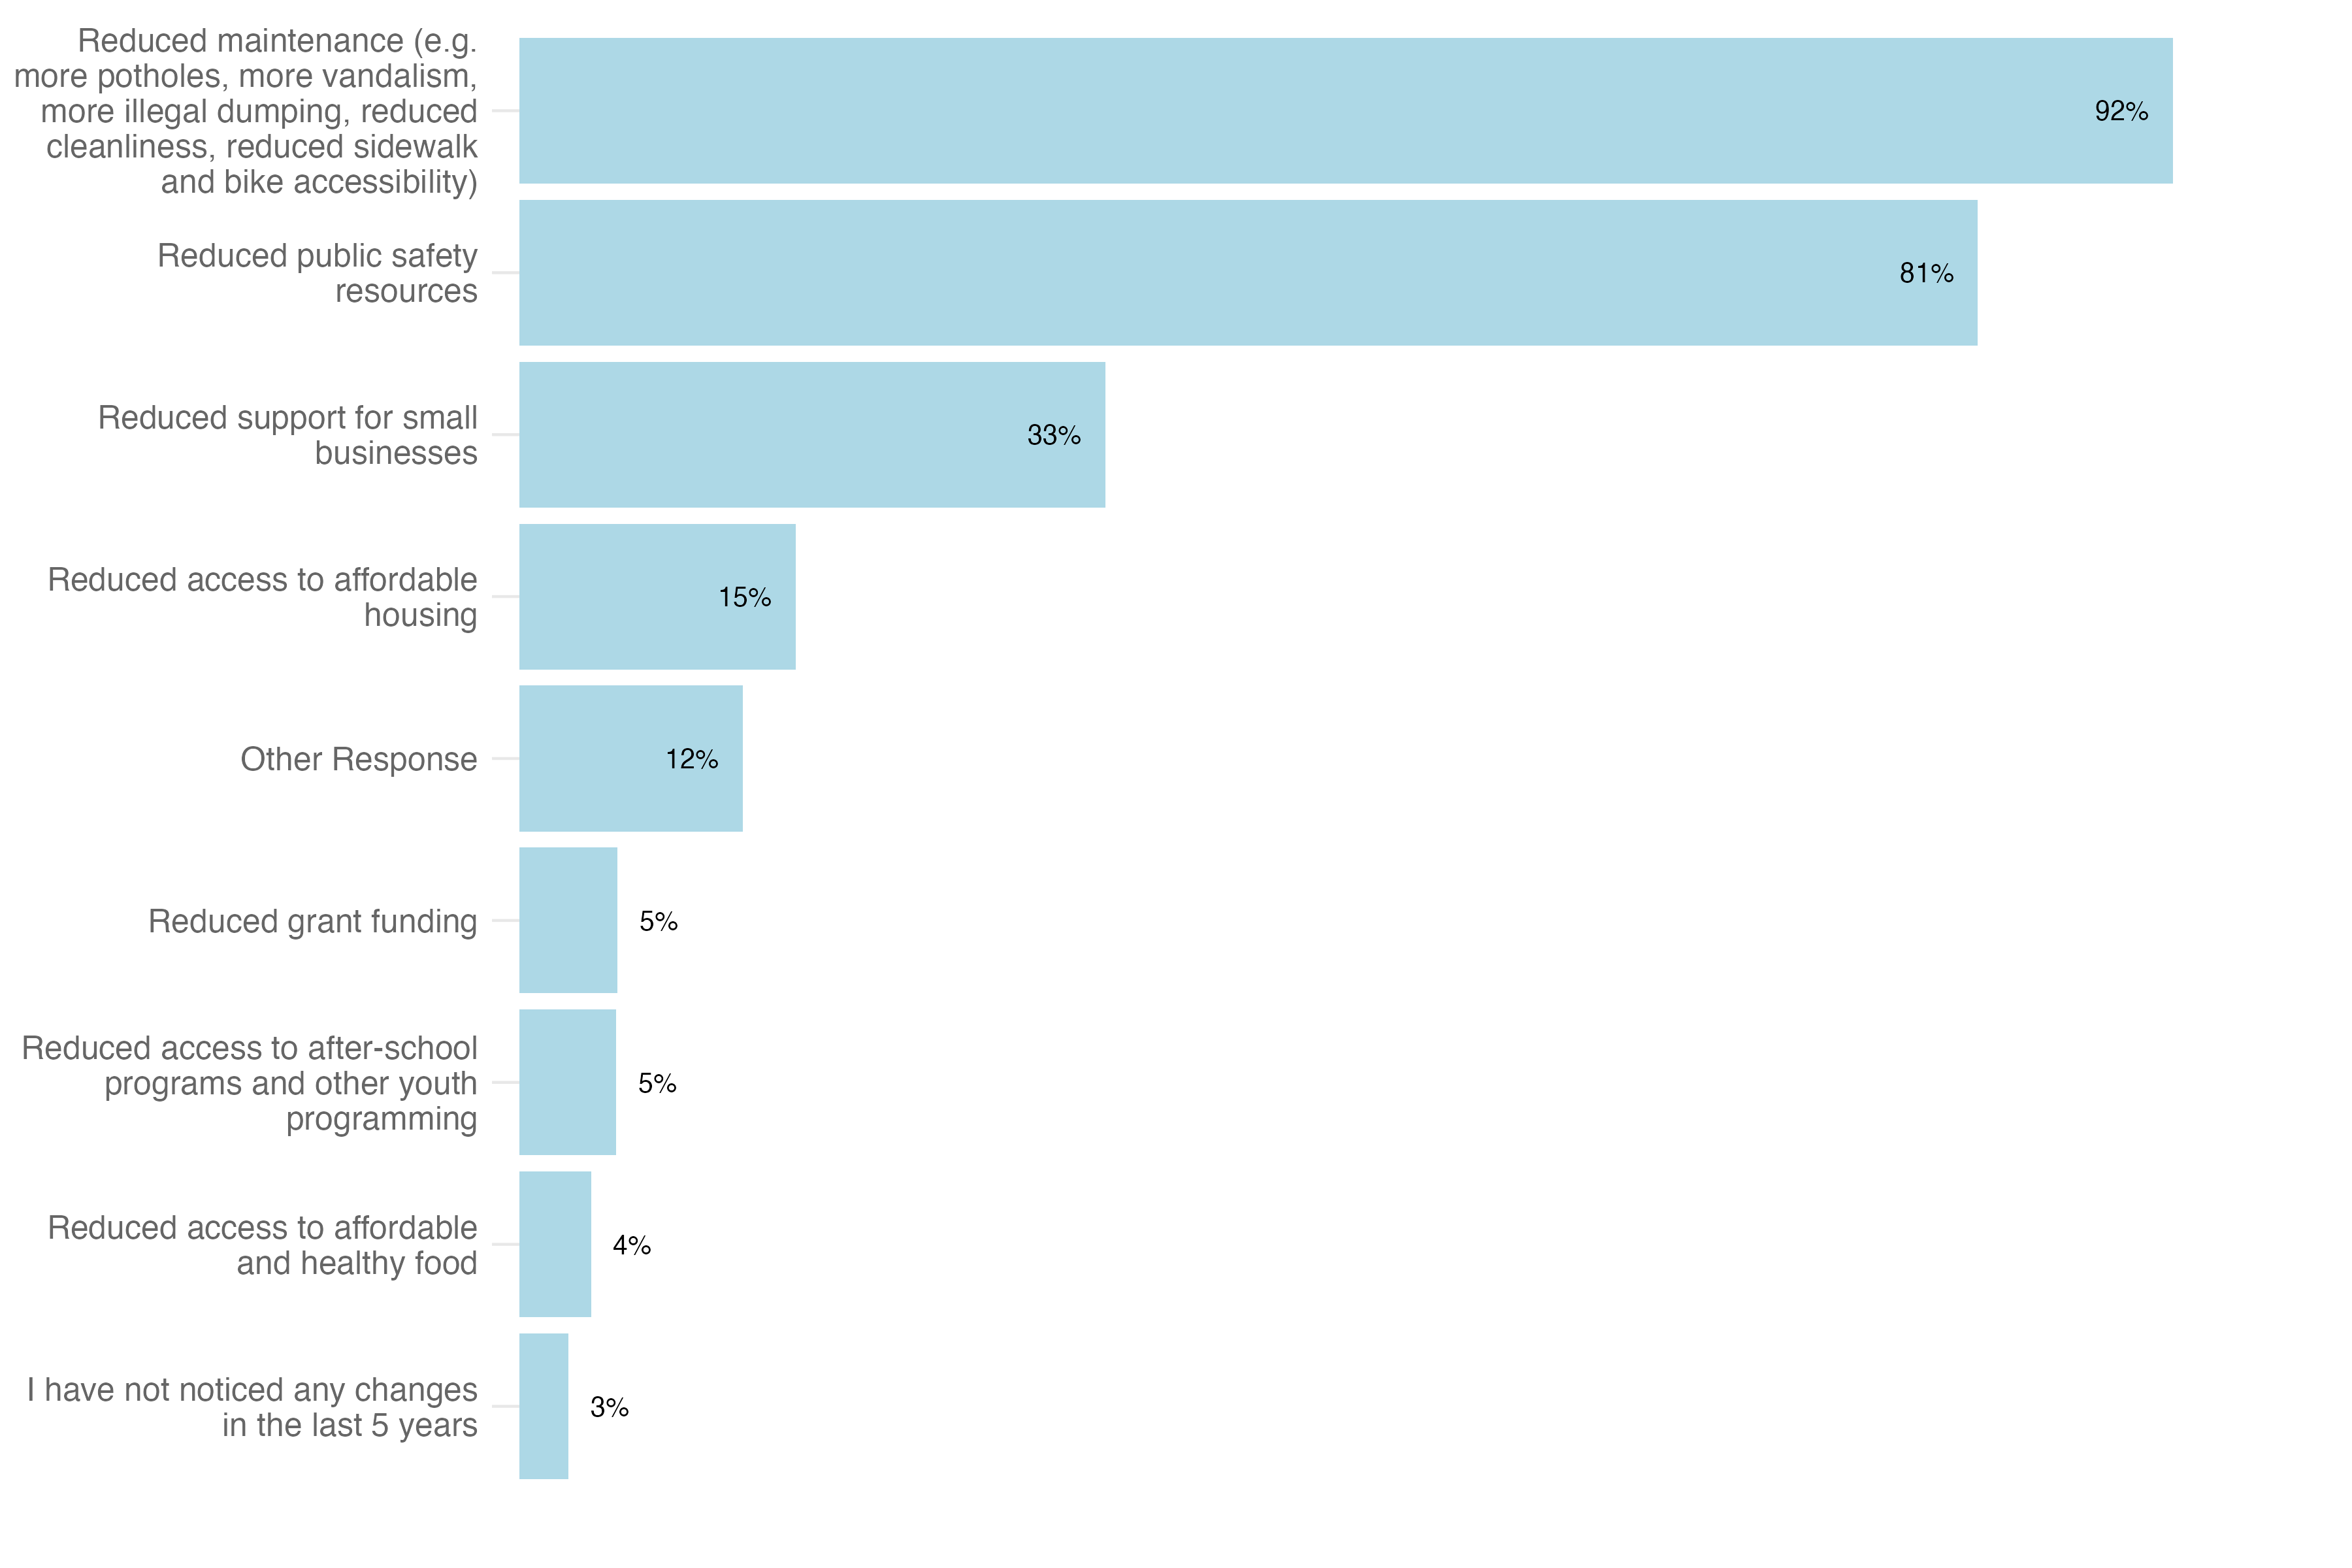 Reduced maintenance (e.g.
more potholes, more vandalism,
more illegal dumping, reduced
cleanliness, reduced sidewalk
and bike accessibility)
92%
Reduced public safety
resources
81%
Reduced support for small
businesses
33%
Reduced access to affordable
housing
15%
Other Response
12%
Reduced grant funding
5%
Reduced access to after-school
programs and other youth
programming
5%
Reduced access to affordable
and healthy food
4%
I have not noticed any changes
in the last 5 years
3%